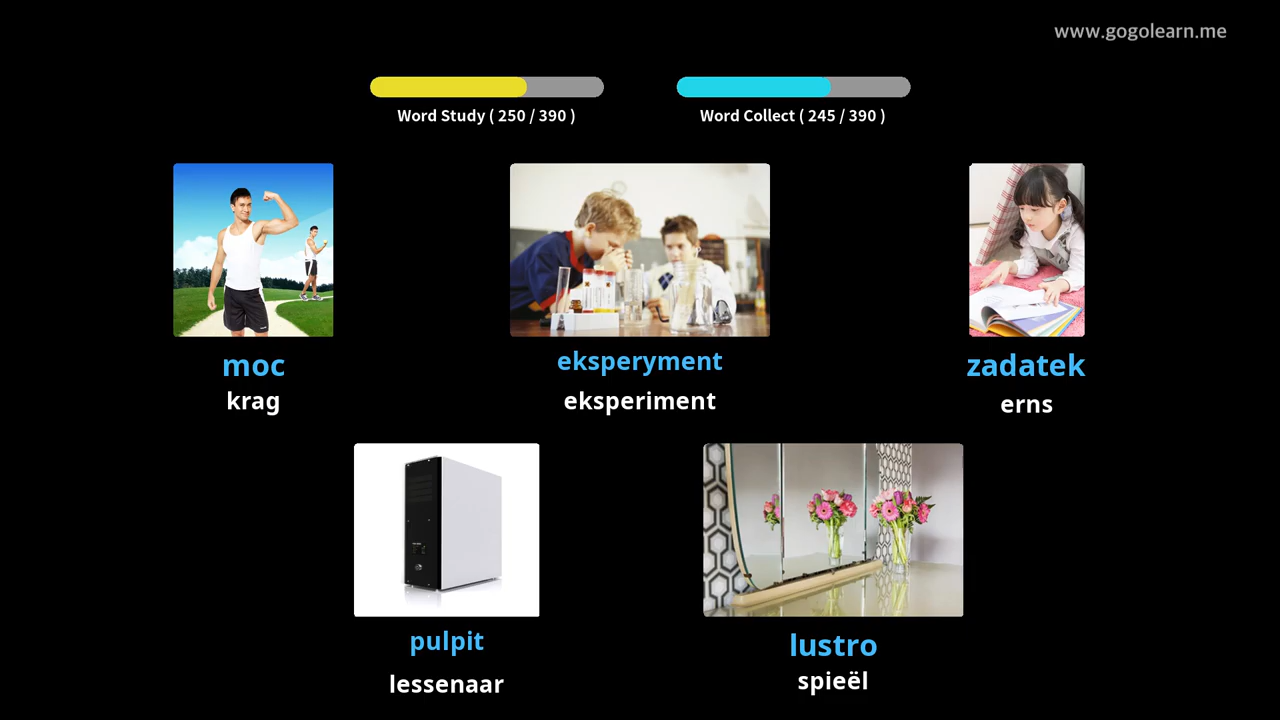 www.gogolearn.me
Word Study ( 250 / 390 )
Word Collect ( 245 / 390 )
moc
krag
eksperyment
eksperiment
zadatek
erns
pulpit
lessenaar
lustro
spieël